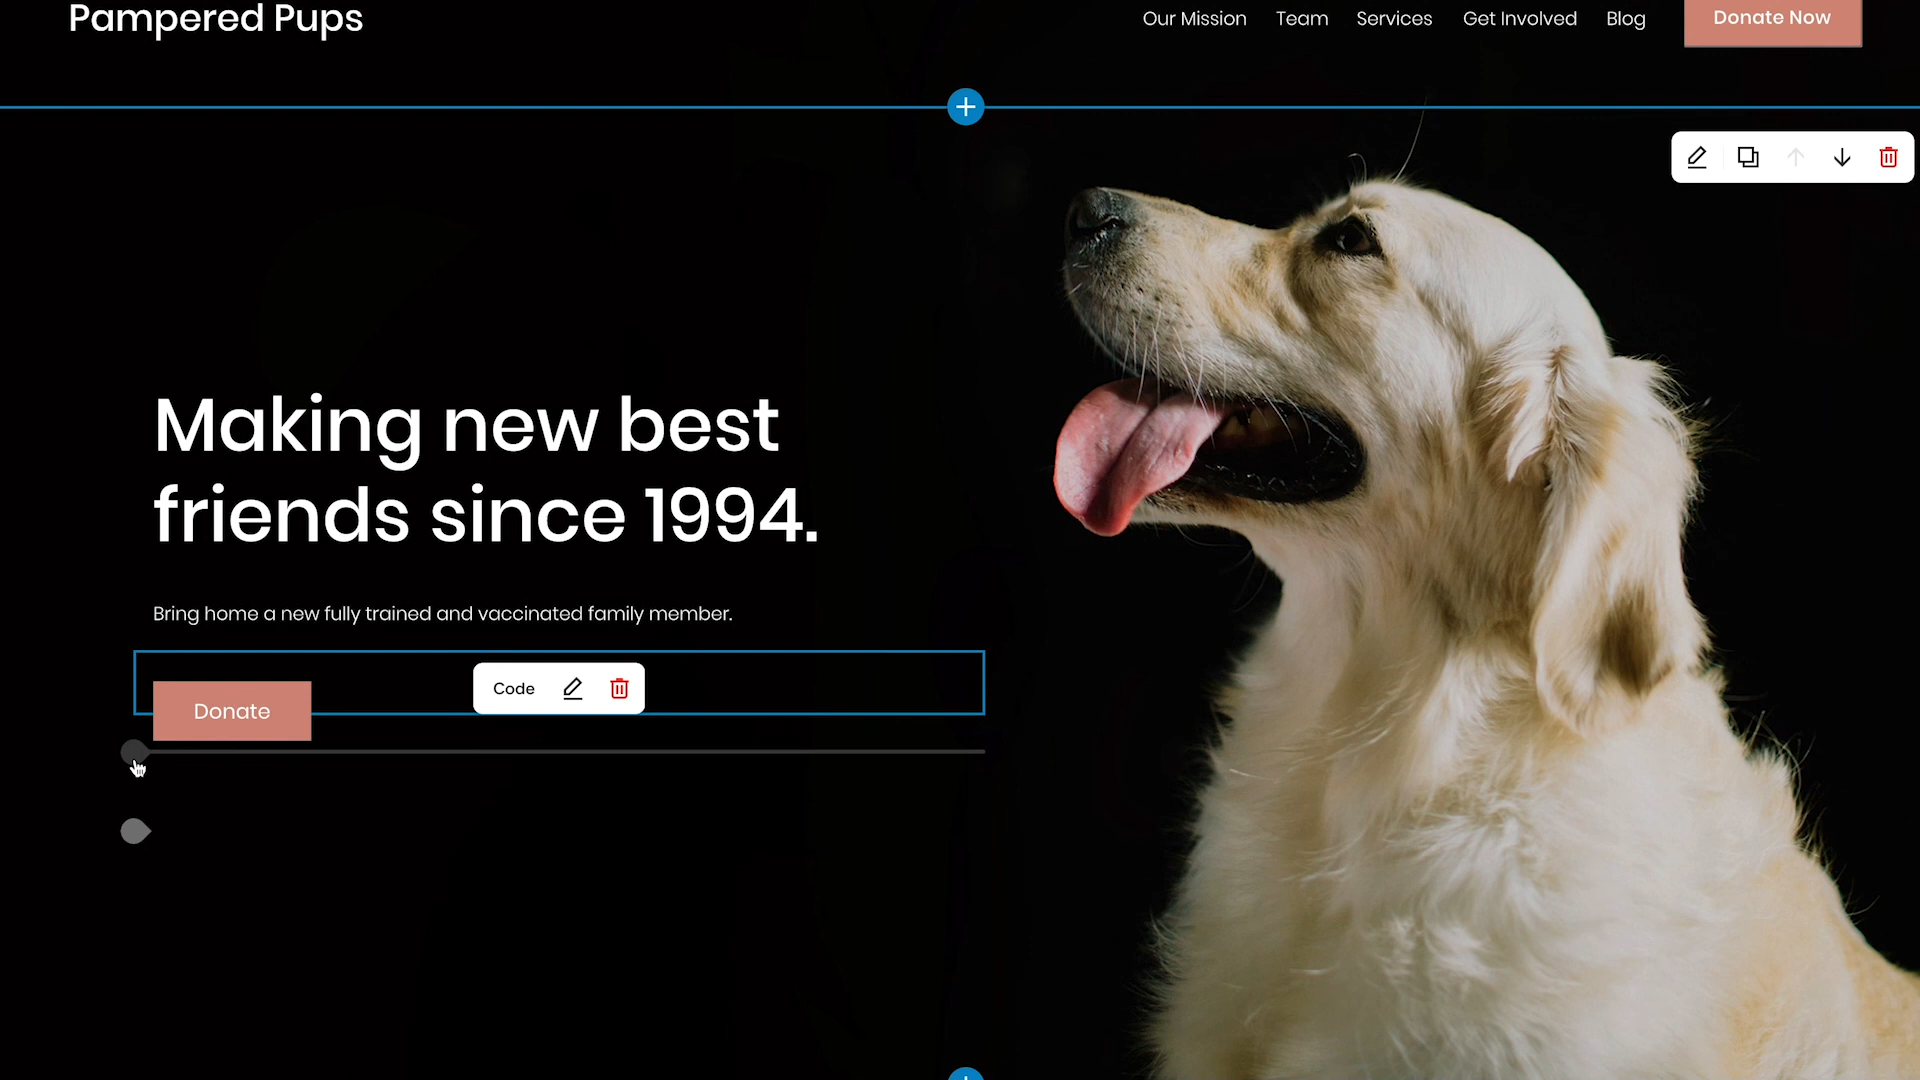 Pampered Pups
Our Mission Team Services Get Involved Blog Donate Now
Making new best
friends since 1994.
Bring home a new fully trained and vaccinated family member.
Code
Donate